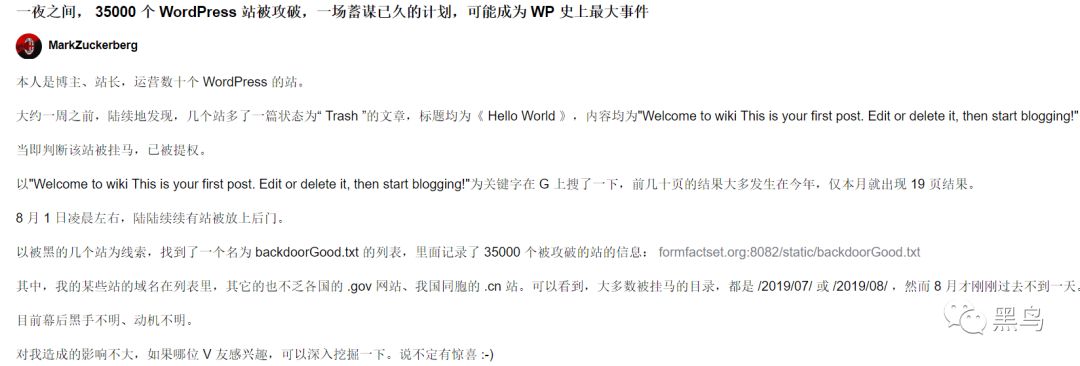 一夜之间， 35000 个 WordPress 站被攻破，一场蓄谋已久的计划，可能成为 WP 史上最大事件
MarkZuckerberg
本人是博主、站长，运营数十个 WordPress 的站。
大约一周之前，陆续地发现，几个站多了一篇状态为“ Trash ”的文章，标题均为《 Hello World 》，内容均为"Welcome to wiki This is your first post. Edit or delete it, then start blogging!"
当即判断该站被挂马，已被提权。
以"Welcome to wiki This is your first post. Edit or delete it, then start blogging!"为关键字在 G 上搜了一下，前几十页的结果大多发生在今年，仅本月就出现 19 页结果。
8 月 1 日凌晨左右，陆陆续续有站被放上后门。
以被黑的几个站为线索，找到了一个名为 backdoorGood.txt 的列表，里面记录了 35000 个被攻破的站的信息： formfactset.org:8082/static/backdoorGood.txt
其中，我的某些站的域名在列表里，其它的也不乏各国的 .gov 网站、我国同胞的 .cn 站。可以看到，大多数被挂马的目录，都是 /2019/07/ 或 /2019/08/ ，然而 8 月才刚刚过去不到一天。
目前幕后黑手不明、动机不明。
对我造成的影响不大，如果哪位 V 友感兴趣，可以深入挖掘一下。说不定有惊喜 :-)
黑鸟